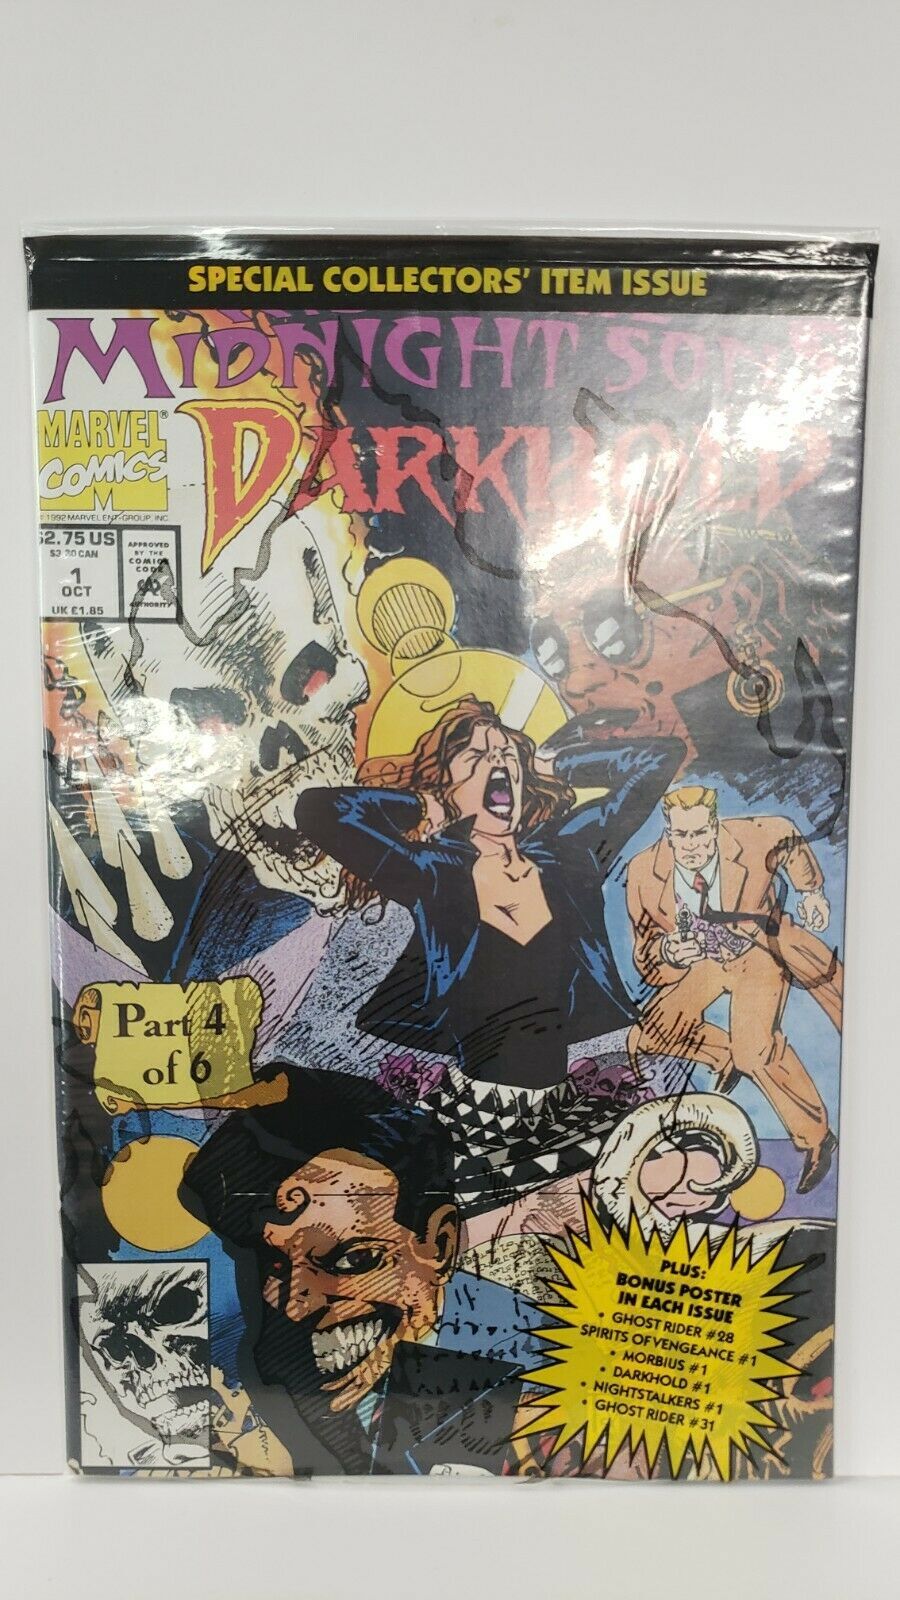 SPECIAL COLLECTORS' ITEM ISSUE
MIDNIGHT SONS
DARKHOLD
MARVEL®
COMICS
M
© 1992 MARVEL ENT. GROUP, INC.
$2.75 US
$3.30 CAN
1
OCT
UK £1.85
APPROVED
BY THE
COMICS
CODE
AUTHORITY
Part 4
of 6
PLUS:
BONUS POSTER
IN EACH ISSUE
• GHOST RIDER #28
SPIRITS OF VENGEANCE #1
• MORBIUS #1
• DARKHOLD #1
• NIGHTSTALKERS #1
• GHOST RIDER #31